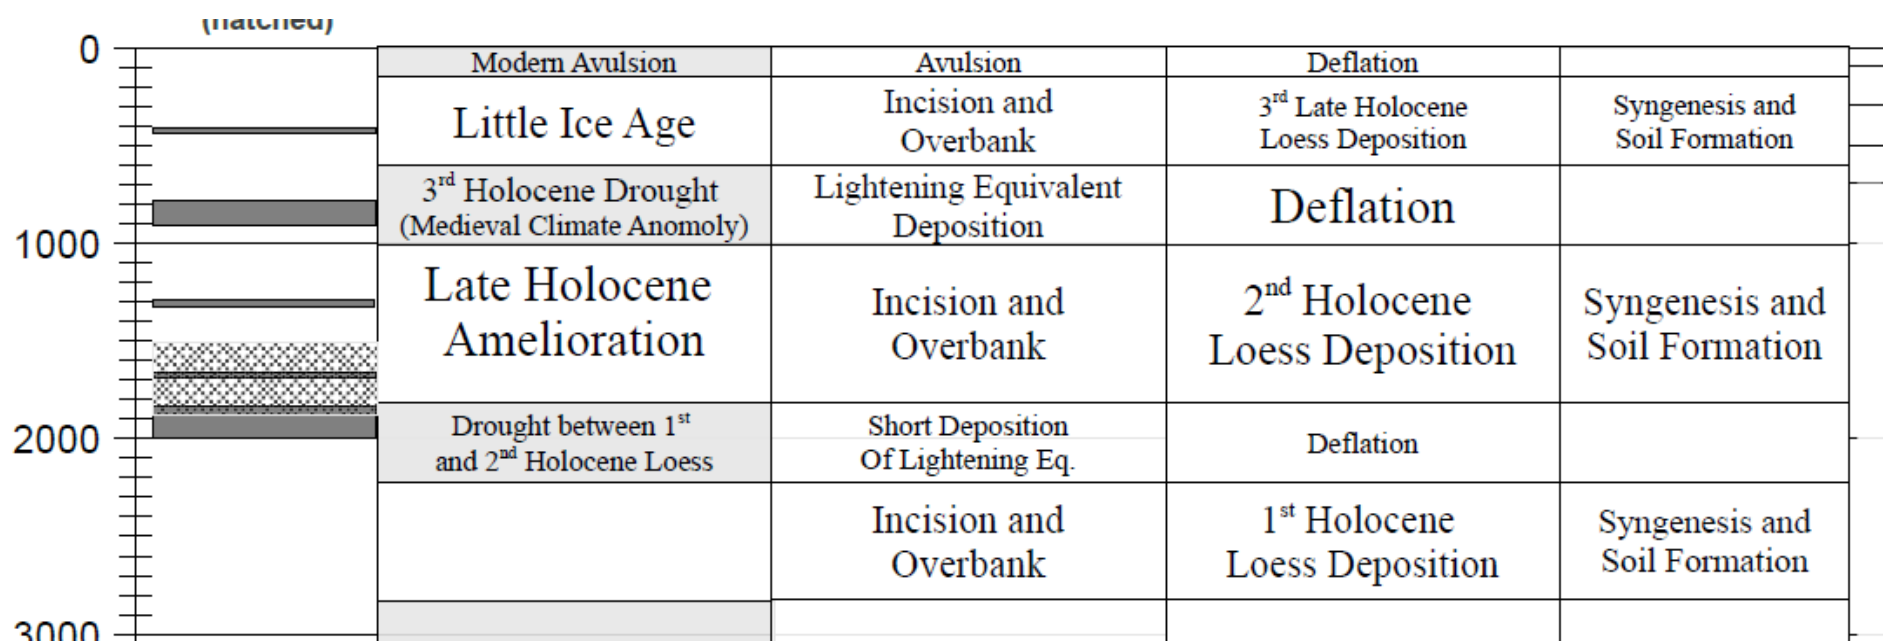 (hatched)
0
Modern Avulsion
Avulsion
Deflation
Little Ice Age
Incision and
Overbank
3rd Late Holocene
Loess Deposition
Syngenesis and
Soil Formation
3rd Holocene Drought
(Medieval Climate Anomoly)
Lightening Equivalent
Deposition
Deflation
1000
Late Holocene
Amelioration
Incision and
Overbank
2nd Holocene
Loess Deposition
Syngenesis and
Soil Formation
2000
Drought between 1st
and 2nd Holocene Loess
Short Deposition
Of Lightening Eq.
Deflation
Incision and
Overbank
1st Holocene
Loess Deposition
Syngenesis and
Soil Formation
3000